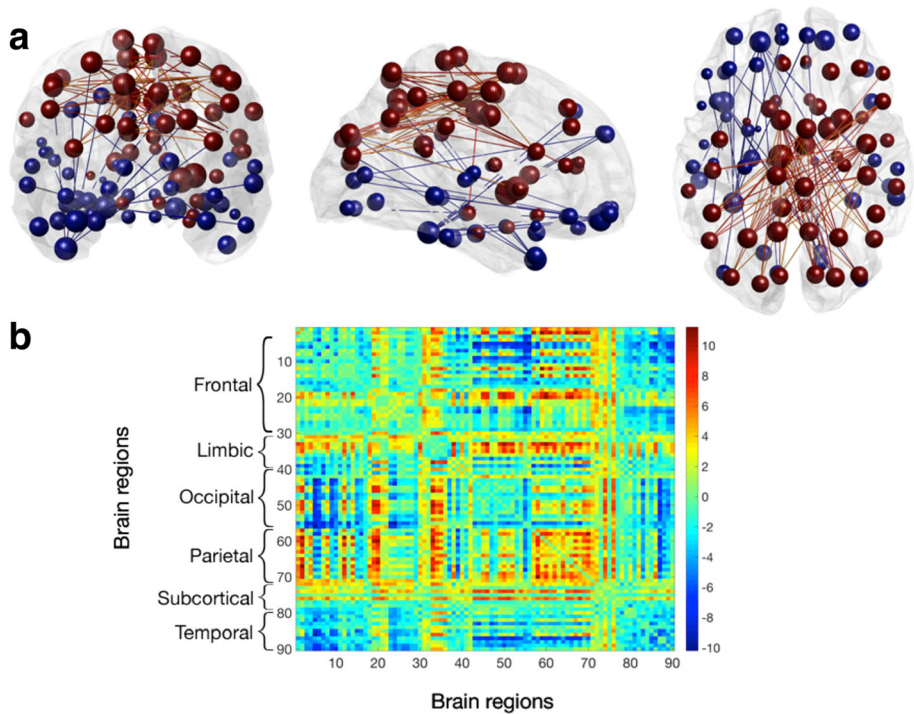 a
b
Frontal
Limbic
Occipital
Parietal
Subcortical
Temporal
Brain regions
10
20
30
40
50
60
70
80
90
10
20
30
40
50
60
70
80
90
Brain regions
10
8
6
4
2
0
-2
-4
-6
-8
-10